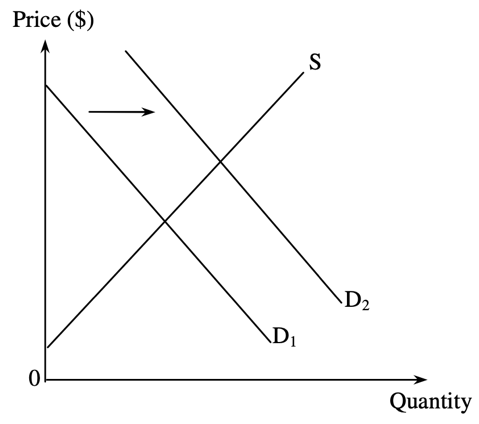 Price ($)
S
D₂
D₁
0
Quantity